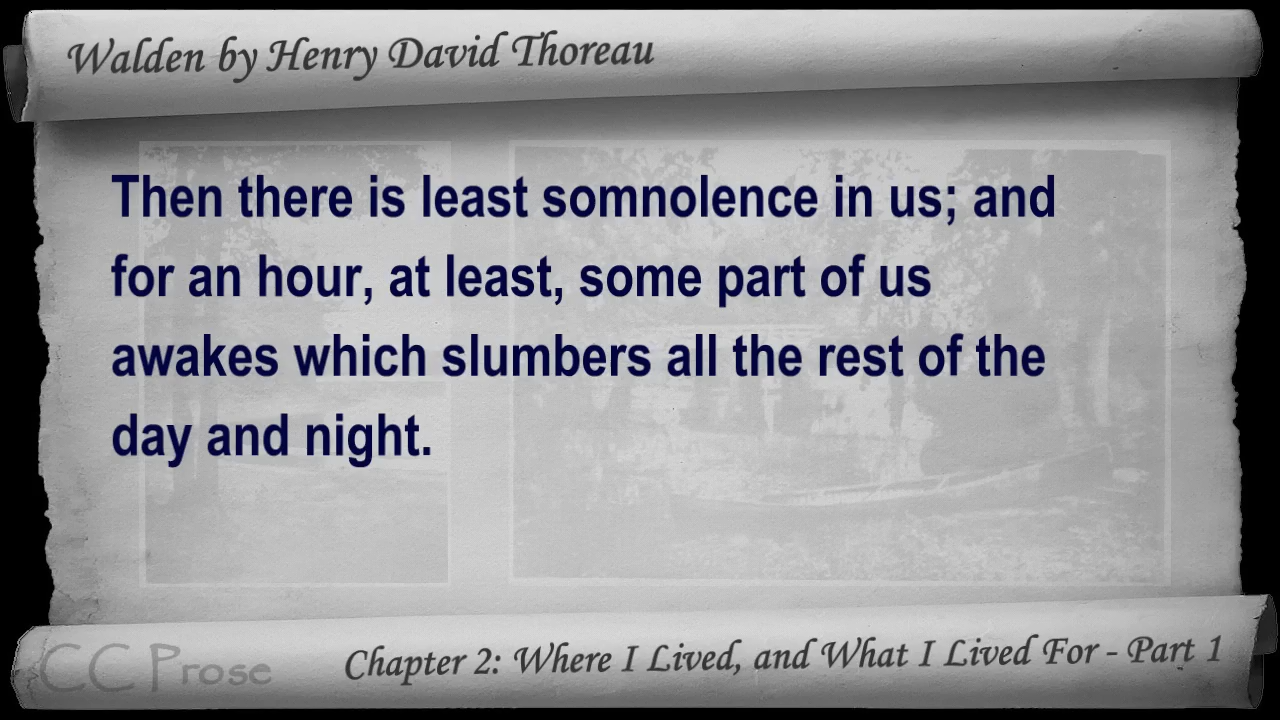 Walden by Henry David Thoreau
Then there is least somnolence in us; and
for an hour, at least, some part of us
awakes which slumbers all the rest of the
day and night.
CC Prose
Chapter 2: Where I Lived, and What I Lived For - Part 1